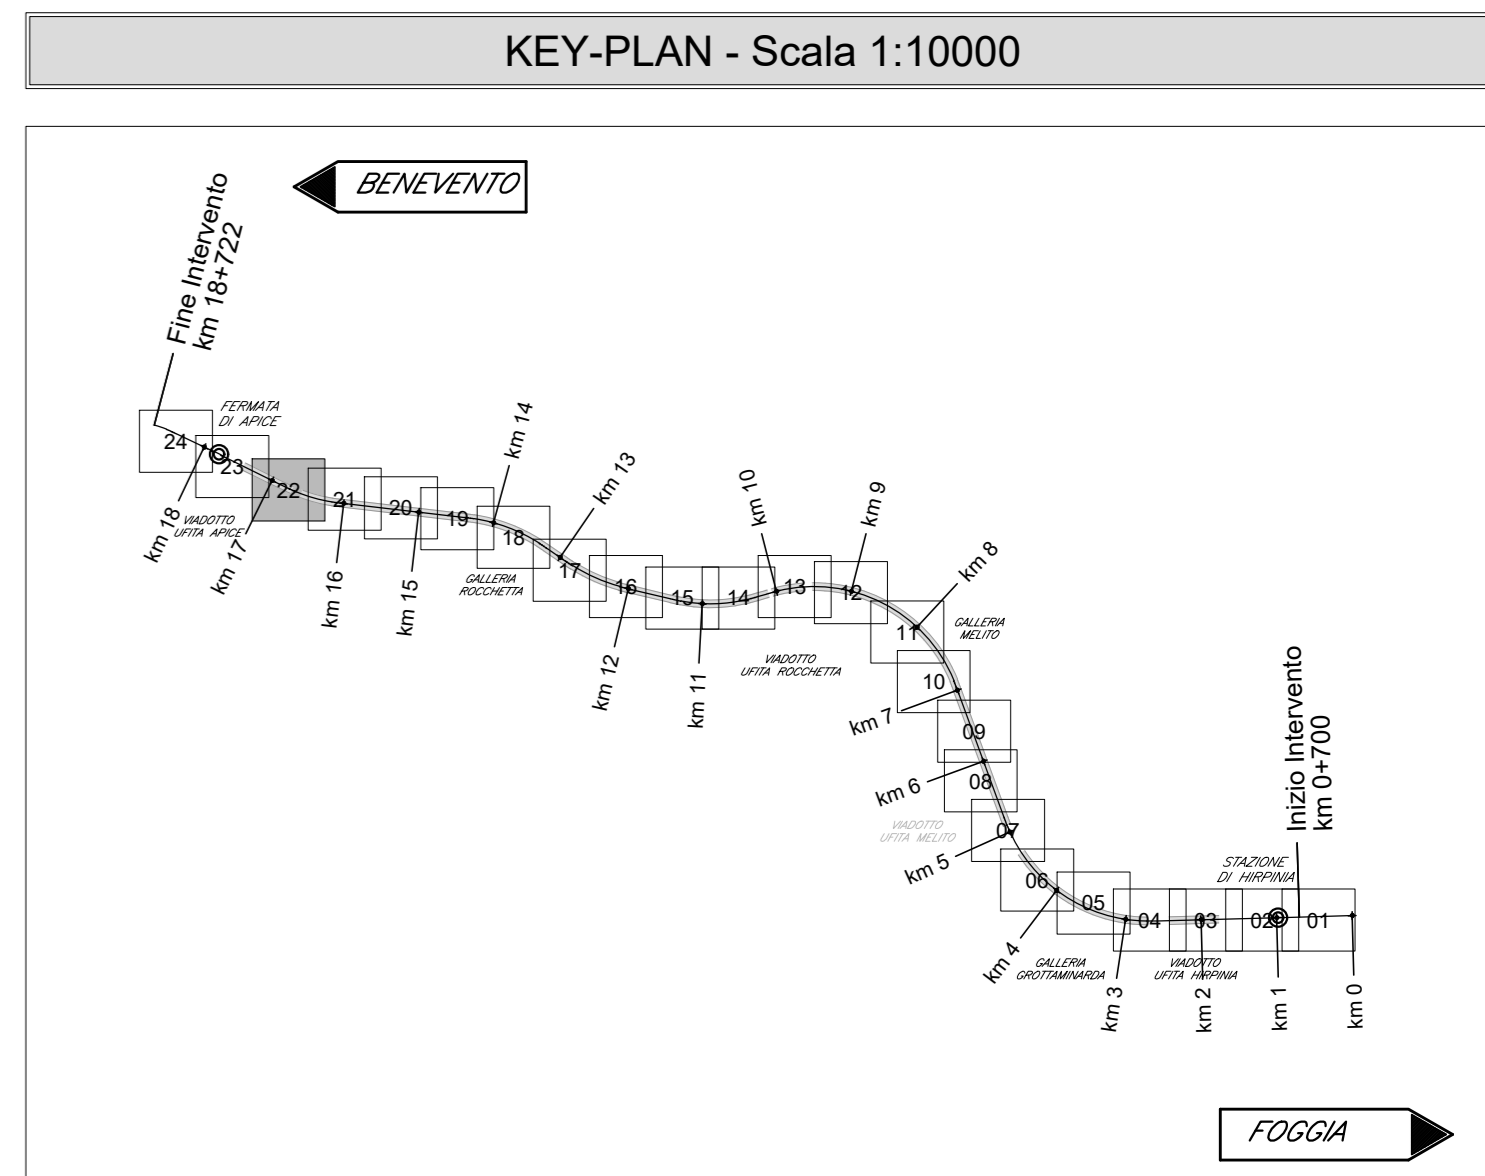 KEY-PLAN - Scala 1:10000
BENEVENTO
Fine Intervento
km 18+722
FERMATA
DI APICE
24
23
22
21
20
19
18
17
16
15
14
13
12
11
10
09
08
07
06
05
04
03
02
01
VIADOTTO
UFITA APICE
GALLERIA
ROCCHETTA
VIADOTTO
UFITA ROCCHETTA
GALLERIA
MELITO
VIADOTTO
UFITA MELITO
GALLERIA
GROTTAMINARDA
VIADOTTO
UFITA HIRPINIA
STAZIONE
DI HIRPINIA
Inizio Intervento
km 0+700
km 18
km 17
km 16
km 15
km 14
km 13
km 12
km 11
km 10
km 9
km 8
km 7
km 6
km 5
km 4
km 3
km 2
km 1
km 0
FOGGIA